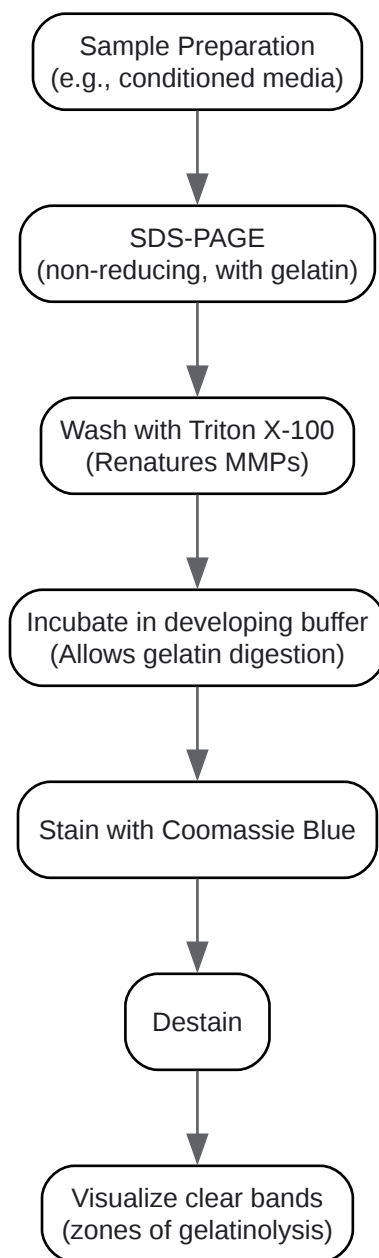 Sample Preparation
(e.g., conditioned media)
SDS-PAGE
(non-reducing, with gelatin)
Wash with Triton X-100
(Renatures MMPs)
Incubate in developing buffer
(Allows gelatin digestion)
Stain with Coomassie Blue
Destain
Visualize clear bands
(zones of gelatinolysis)